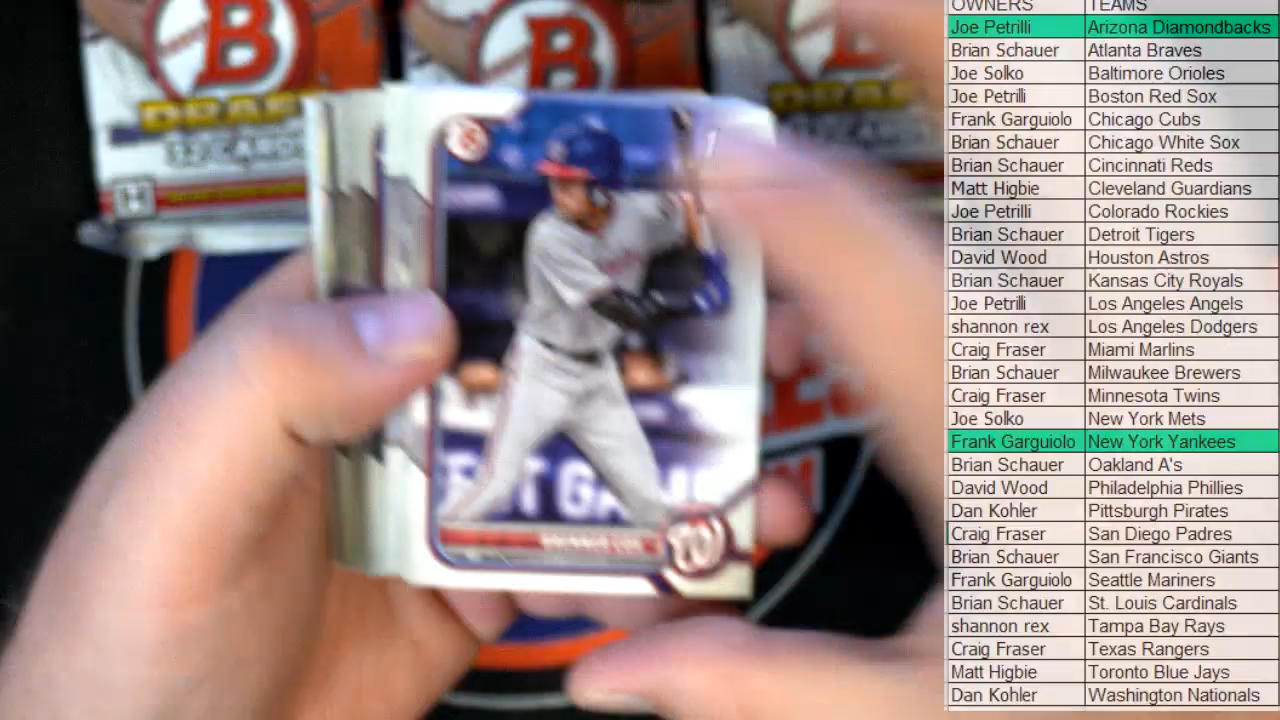 OWNERS TEAMS
Joe Petrilli Arizona Diamondbacks
Brian Schauer Atlanta Braves
Joe Solko Baltimore Orioles
Joe Petrilli Boston Red Sox
Frank Garguiolo Chicago Cubs
Brian Schauer Chicago White Sox
Brian Schauer Cincinnati Reds
Matt Higbie Cleveland Guardians
Joe Petrilli Colorado Rockies
Brian Schauer Detroit Tigers
David Wood Houston Astros
Brian Schauer Kansas City Royals
Joe Petrilli Los Angeles Angels
shannon rex Los Angeles Dodgers
Craig Fraser Miami Marlins
Brian Schauer Milwaukee Brewers
Craig Fraser Minnesota Twins
Joe Solko New York Mets
Frank Garguiolo New York Yankees
Brian Schauer Oakland A's
David Wood Philadelphia Phillies
Dan Kohler Pittsburgh Pirates
Craig Fraser San Diego Padres
Brian Schauer San Francisco Giants
Frank Garguiolo Seattle Mariners
Brian Schauer St. Louis Cardinals
shannon rex Tampa Bay Rays
Craig Fraser Texas Rangers
Matt Higbie Toronto Blue Jays
Dan Kohler Washington Nationals
B
DRAFT
12 CARDS
H
B
B
W